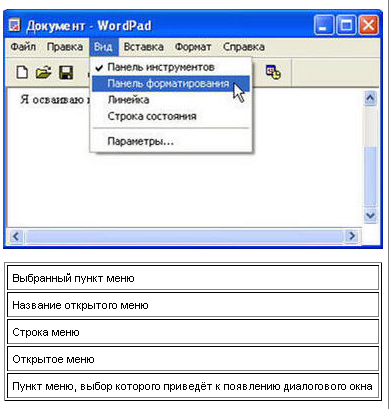 Документ - WordPad
Файл Правка Вид Вставка Формат Справка
Панель инструментов
Панель форматирования
Я осваиваю
Линейка
Строка состояния
Параметры...
Выбранный пункт меню
Название открытого меню
Строка меню
Открытое меню
Пункт меню, выбор которого приведёт к появлению диалогового окна